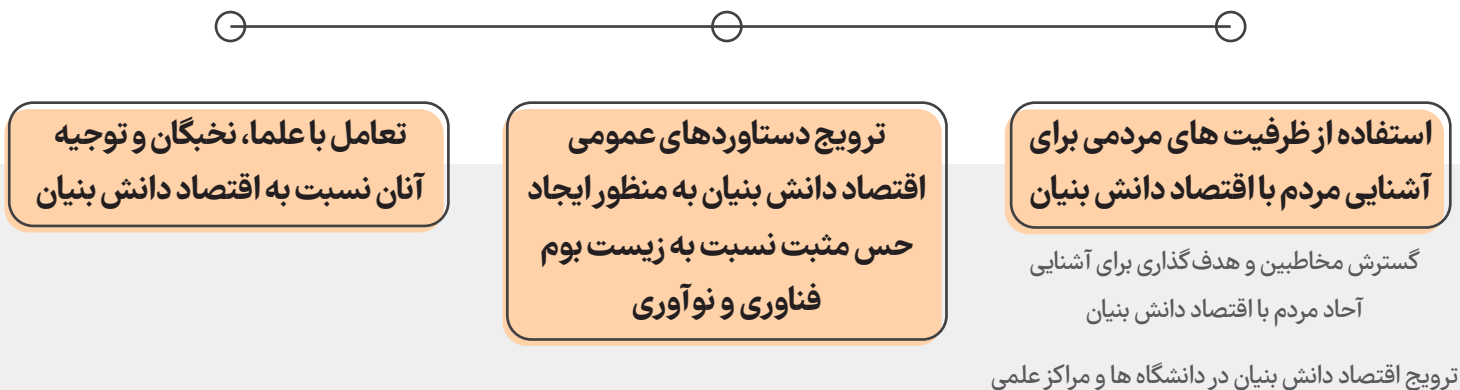 استفاده از ظرفیت های مردمی برای
آشنایی مردم با اقتصاد دانش بنیان
گسترش مخاطبین و هدف گذاری برای آشنایی
آحاد مردم با اقتصاد دانش بنیان
ترویج اقتصاد دانش بنیان در دانشگاه ها و مراکز علمی
ترویج دستاوردهای عمومی
اقتصاد دانش بنیان به منظور ایجاد
حس مثبت نسبت به زیست بوم
فناوری و نوآوری
تعامل با علما، نخبگان و توجیه
آنان نسبت به اقتصاد دانش بنیان